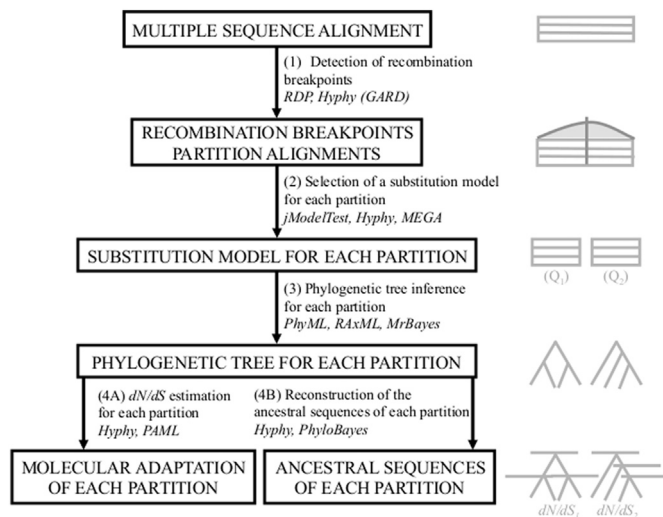 MULTIPLE SEQUENCE ALIGNMENT
(1) Detection of recombination
breakpoints
RDP, Hyphy (GARD)
RECOMBINATION BREAKPOINTS
PARTITION ALIGNMENTS
(2) Selection of a substitution model
for each partition
jModelTest, Hyphy, MEGA
SUBSTITUTION MODEL FOR EACH PARTITION
(Q1) (Q2)
(3) Phylogenetic tree inference
for each partition
PhyML, RAxML, MrBayes
PHYLOGENETIC TREE FOR EACH PARTITION
(4A) dN/dS estimation
for each partition
Hyphy, PAML
(4B) Reconstruction of the
ancestral sequences of each partition
Hyphy, PhyloBayes
MOLECULAR ADAPTATION
OF EACH PARTITION
ANCESTRAL SEQUENCES
OF EACH PARTITION
dN/dS1 dN/dS2